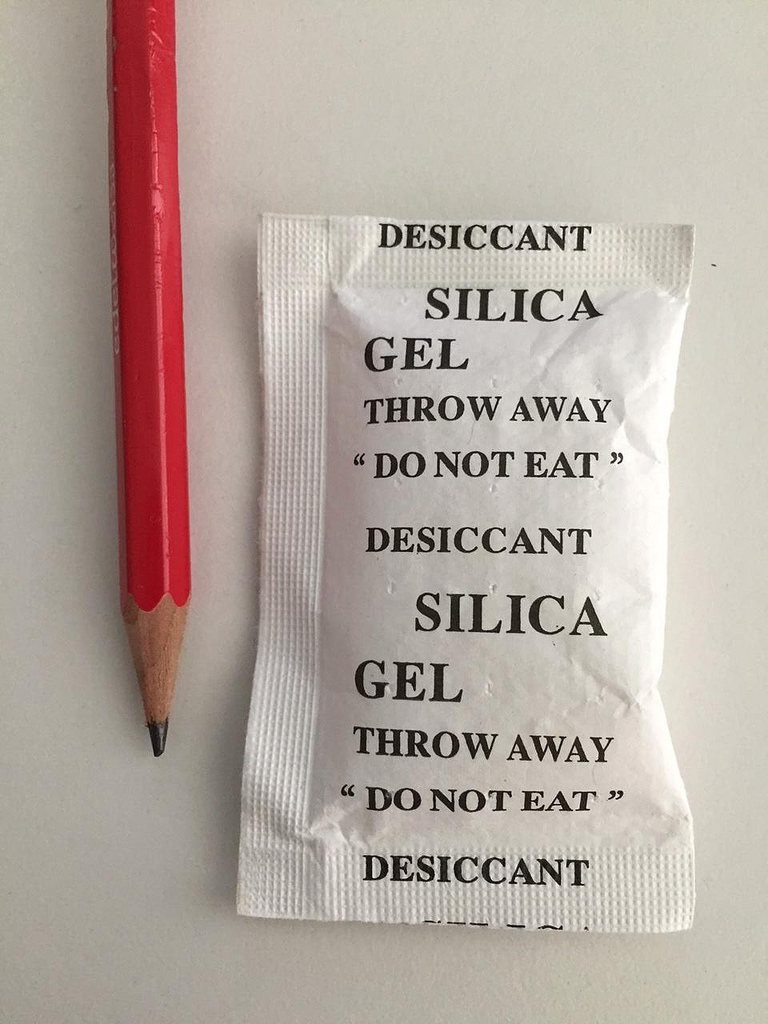 DESICCANT
SILICA
GEL
THROW AWAY
“ DO NOT EAT ”
DESICCANT
SILICA
GEL
THROW AWAY
“ DO NOT EAT ”
DESICCANT